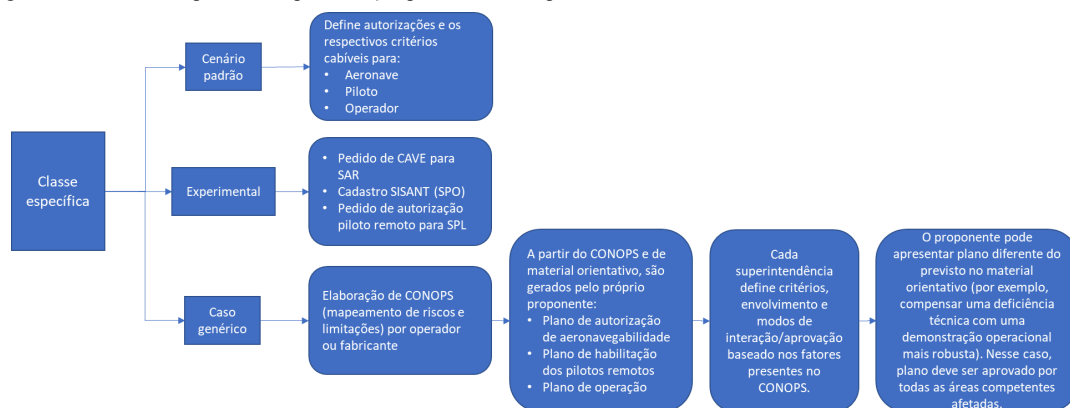 Classe
específica
Cenário
padrão
Define autorizações e os
respectivos critérios
cabíveis para:
• Aeronave
• Piloto
• Operador
Experimental
• Pedido de CAVE para
SAR
• Cadastro SISANT (SPO)
• Pedido de autorização
piloto remoto para SPL
Caso
genérico
Elaboração de CONOPS
(mapeamento de riscos e
limitações) por operador
ou fabricante
A partir do CONOPS e de
material orientativo, são
gerados pelo próprio
proponente:
• Plano de autorização
de aeronavegabilidade
• Plano de habilitação
dos pilotos remotos
• Plano de operação
Cada
superintendência
define critérios,
envolvimento e
modos de
interação/aprovação
baseado nos fatores
presentes no
CONOPS.
O proponente pode
apresentar plano diferente do
previsto no material
orientativo (por exemplo,
compensar uma deficiência
técnica com uma
demonstração operacional
mais robusta). Nesse caso,
plano deve ser aprovado por
todas as áreas competentes
afetadas.